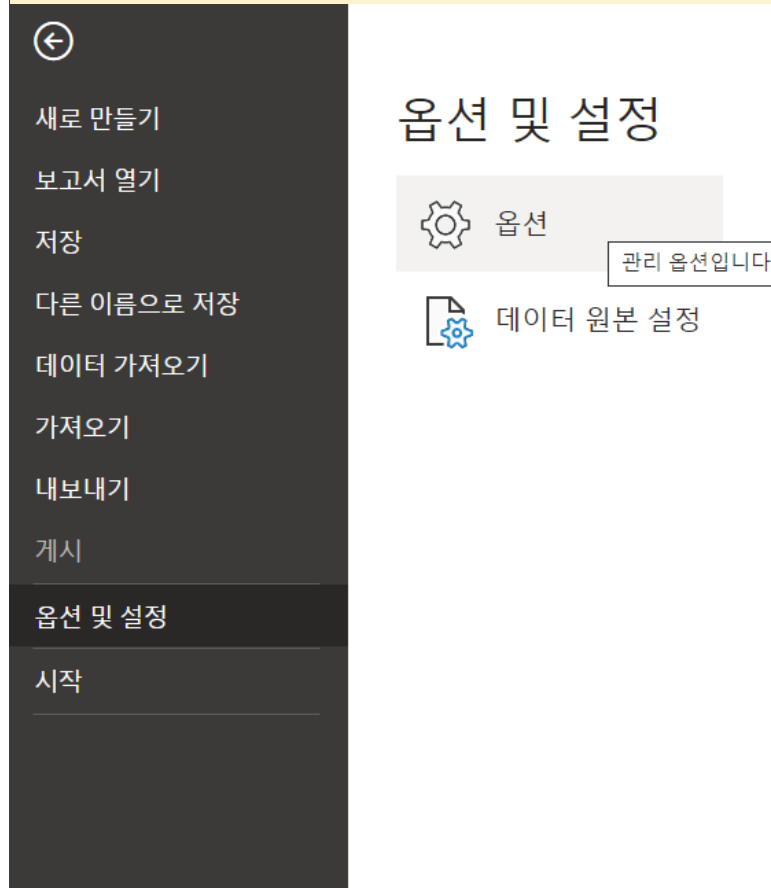 새로 만들기
보고서 열기
저장
다른 이름으로 저장
데이터 가져오기
가져오기
내보내기
게시
옵션 및 설정
시작
옵션 및 설정
옵션
관리 옵션입니다
데이터 원본 설정